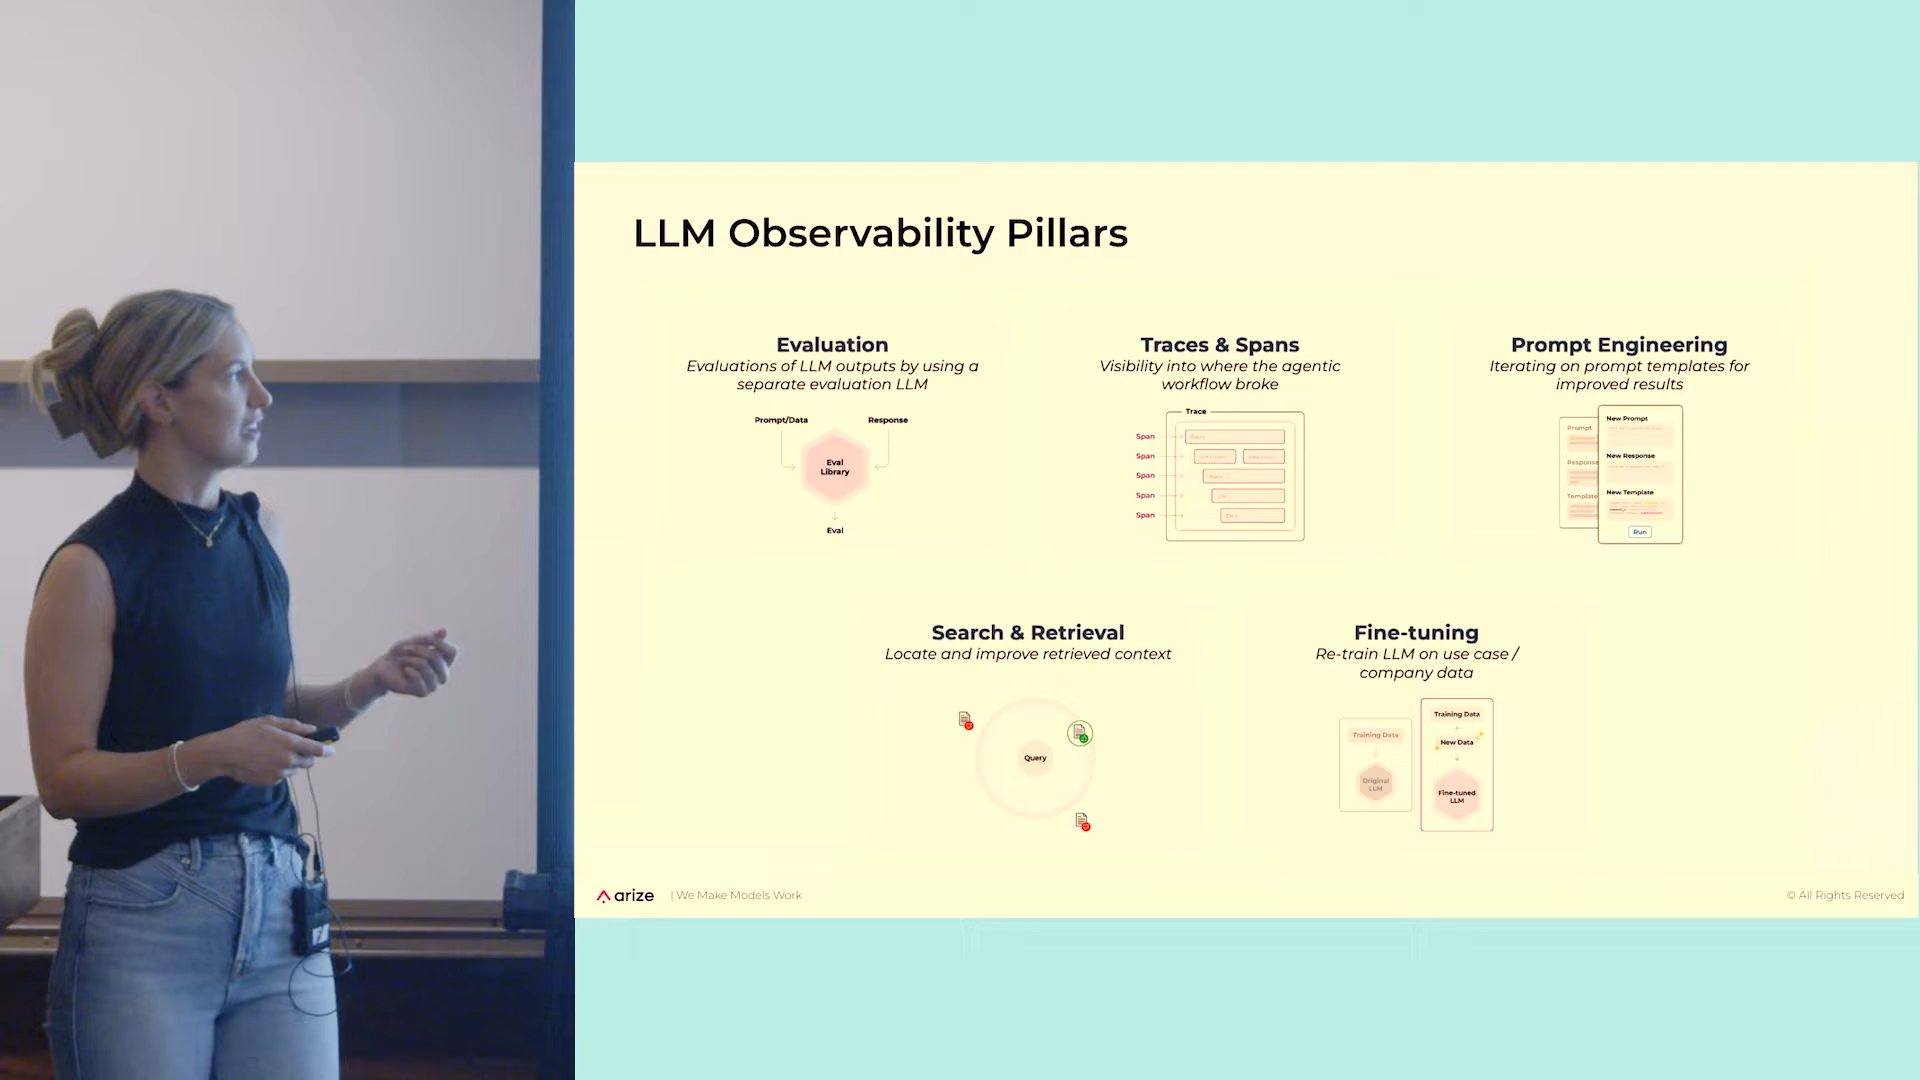 LLM Observability Pillars
Evaluation
Evaluations of LLM outputs by using a
separate evaluation LLM
Prompt/Data
Response
Eval
Library
Eval
Traces & Spans
Visibility into where the agentic
workflow broke
Trace
Span
Span
Span
Span
Span
Prompt Engineering
Iterating on prompt templates for
improved results
Prompt
Response
Template
New Prompt
New Response
New Template
Run
Search & Retrieval
Locate and improve retrieved context
Query
Fine-tuning
Re-train LLM on use case /
company data
Training Data
Original
LLM
Training Data
New Data
Fine-tuned
LLM
arize | We Make Models Work
© All Rights Reserved